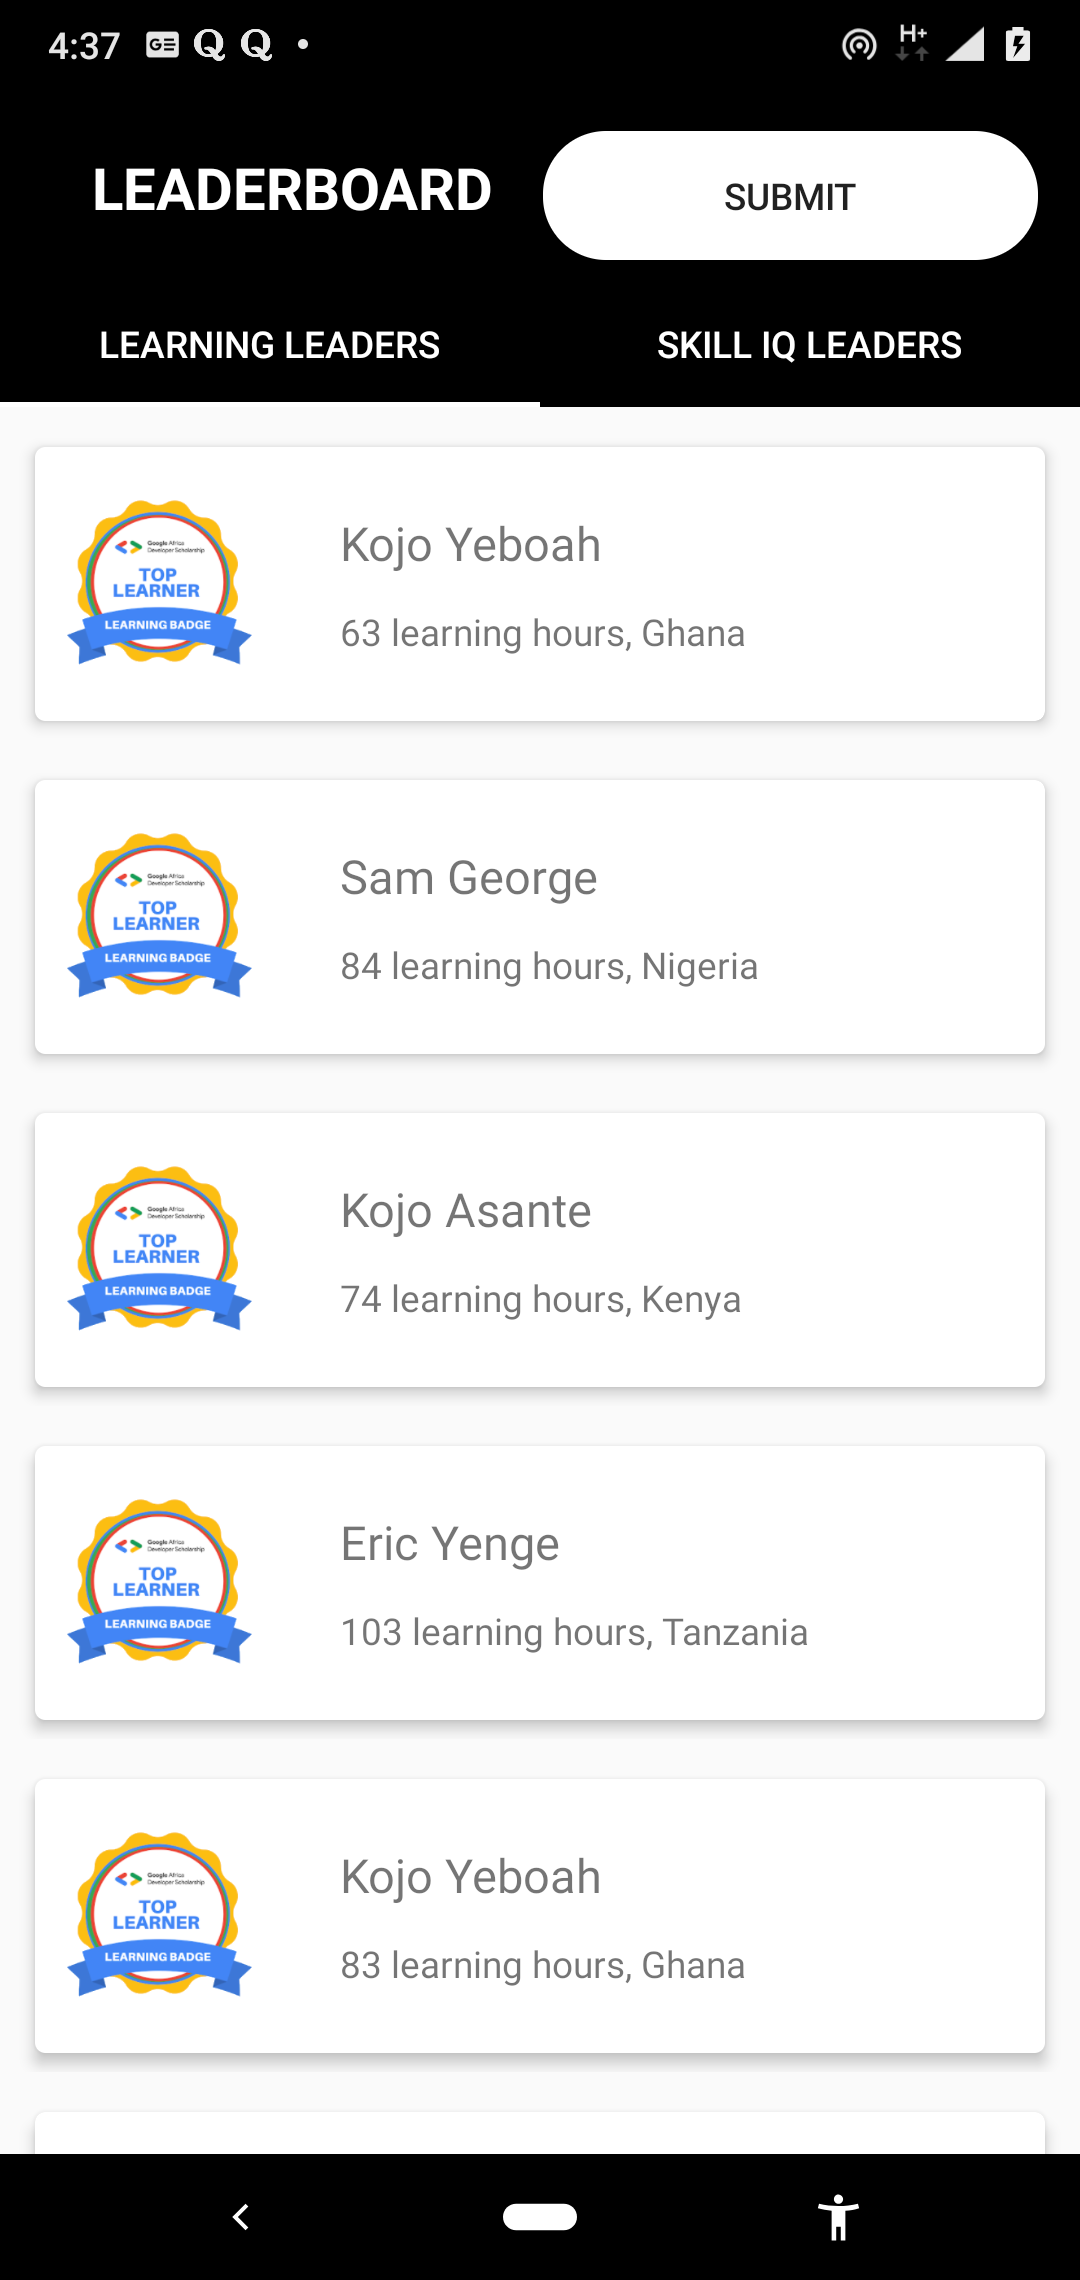 4:37
H+
LEADERBOARD
SUBMIT
LEARNING LEADERS
SKILL IQ LEADERS
Google Africa
Developer Scholarship
TOP
LEARNER
LEARNING BADGE
Kojo Yeboah
63 learning hours, Ghana
Google Africa
Developer Scholarship
TOP
LEARNER
LEARNING BADGE
Sam George
84 learning hours, Nigeria
Google Africa
Developer Scholarship
TOP
LEARNER
LEARNING BADGE
Kojo Asante
74 learning hours, Kenya
Google Africa
Developer Scholarship
TOP
LEARNER
LEARNING BADGE
Eric Yenge
103 learning hours, Tanzania
Google Africa
Developer Scholarship
TOP
LEARNER
LEARNING BADGE
Kojo Yeboah
83 learning hours, Ghana